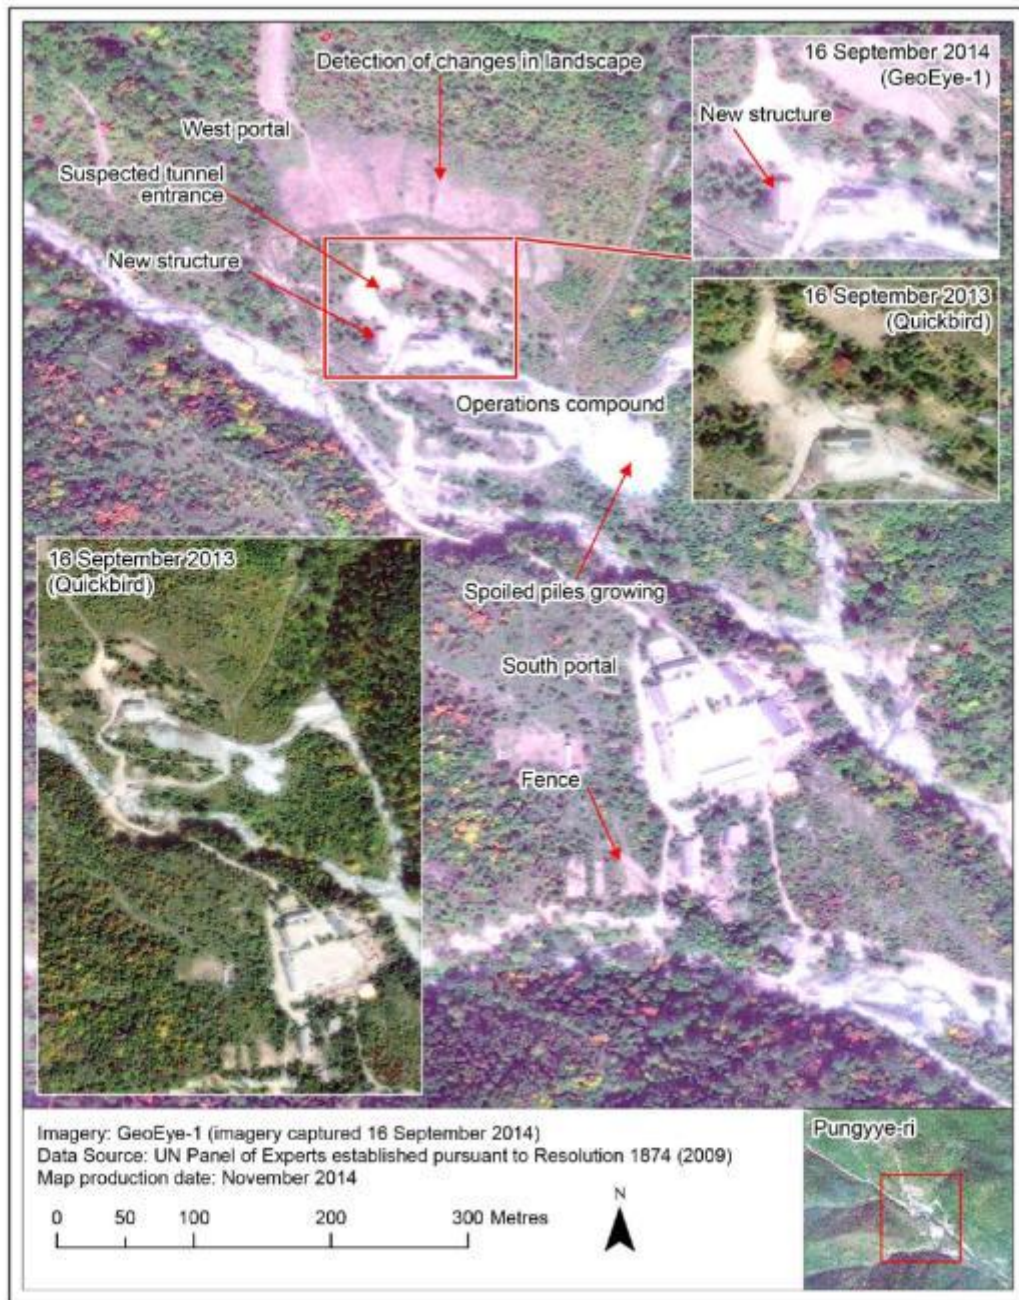 Detection of changes in landscape
16 September 2014
(GeoEye-1)
New structure
West portal
Suspected tunnel
entrance
New structure
16 September 2013
(Quickbird)
Operations compound
16 September 2013
(Quickbird)
Spoiled piles growing
South portal
Fence
Imagery: GeoEye-1 (imagery captured 16 September 2014)
Data Source: UN Panel of Experts established pursuant to Resolution 1874 (2009)
Map production date: November 2014
0 50 100 200 300 Metres
N
Pungyye-ri